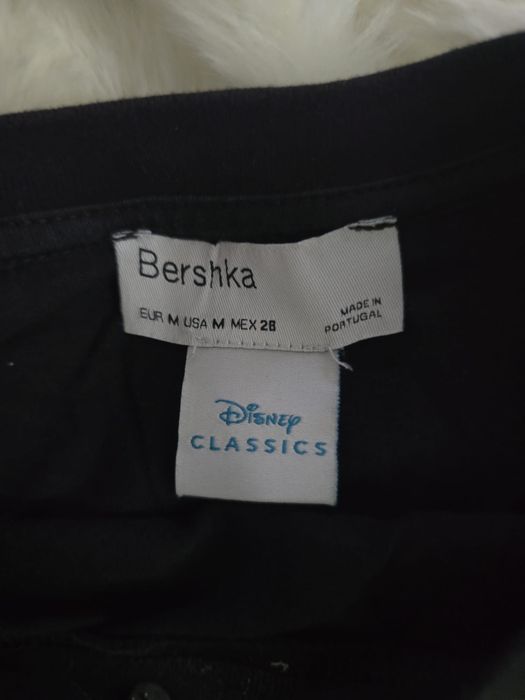 Bershka
EUR M USA M MEX 28
MADE IN
PORTUGAL
Disney
CLASSICS